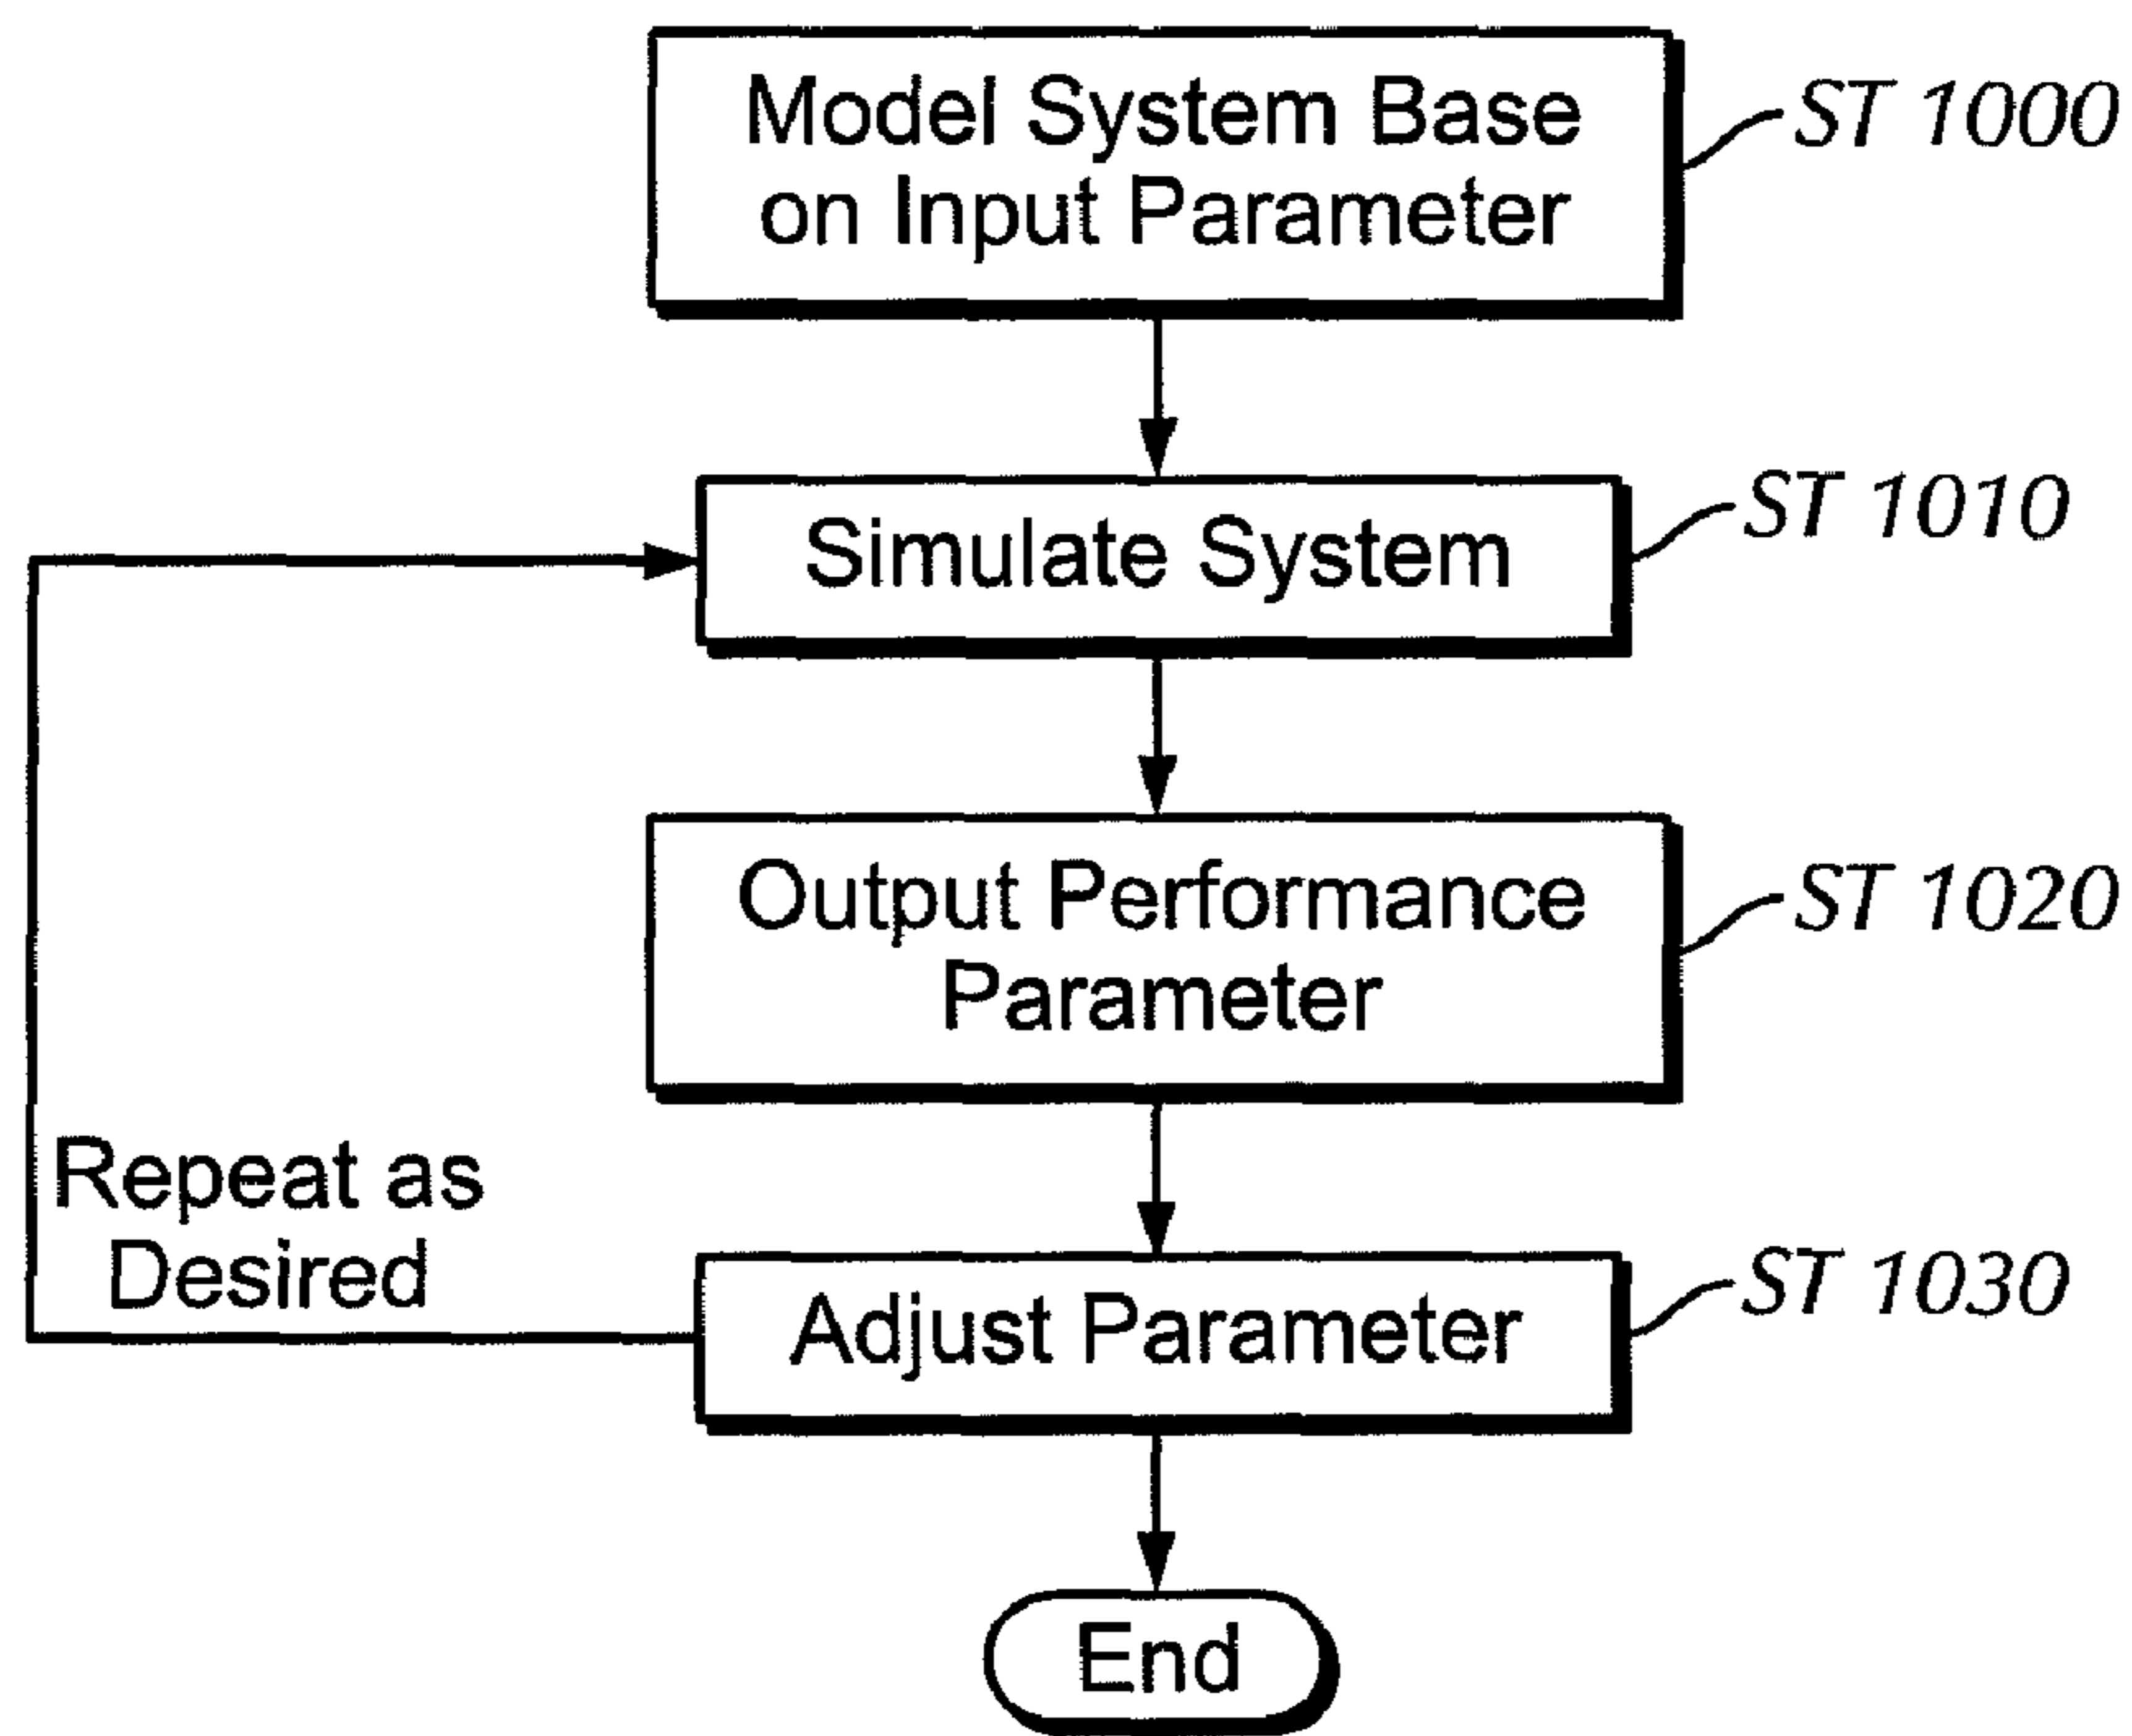 Model System Base
on Input Parameter
ST 1000
Simulate System
ST 1010
Output Performance
Parameter
ST 1020
Repeat as
Desired
Adjust Parameter
ST 1030
End